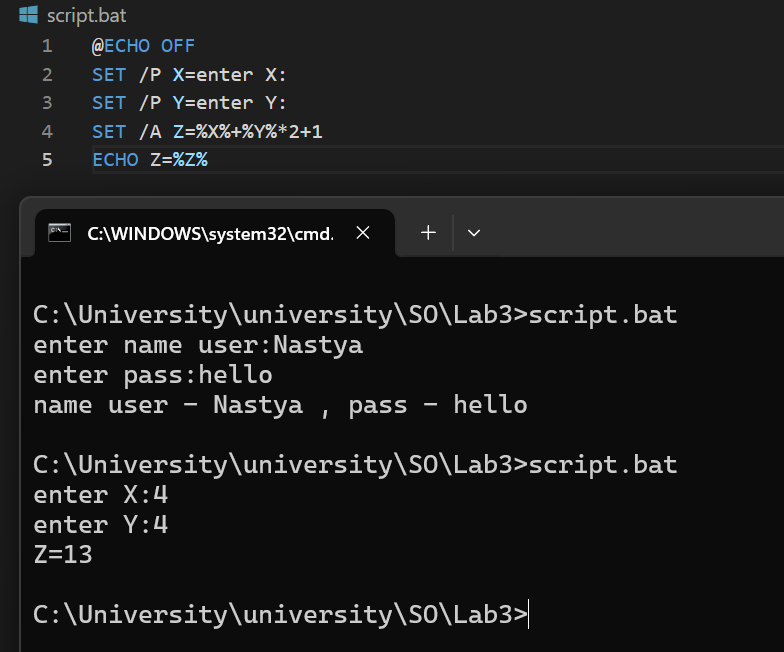 script.bat
1 @ECHO OFF
2 SET /P X=enter X:
3 SET /P Y=enter Y:
4 SET /A Z=%X%+%Y%*2+1
5 ECHO Z=%Z%
C:\WINDOWS\system32\cmd.
C:\University\university\SO\Lab3>script.bat
enter name user:Nastya
enter pass:hello
name user - Nastya , pass - hello
C:\University\university\SO\Lab3>script.bat
enter X:4
enter Y:4
Z=13
C:\University\university\SO\Lab3>